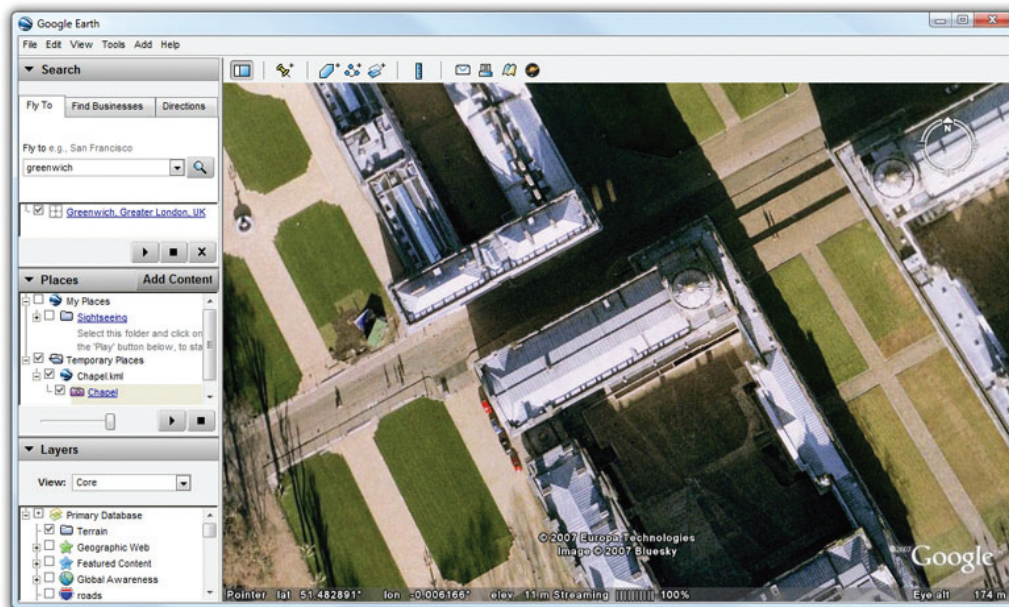 Google Earth
File Edit View Tools Add Help
Search
Fly To Find Businesses Directions
Fly to e.g., San Francisco
greenwich
Greenwich, Greater London, UK
Places Add Content
My Places
Sightseeing
Select this folder and click on
the 'Play' button below, to sta
Temporary Places
Chapel.kml
Chapel
Layers
View: Core
Primary Database
Terrain
Geographic Web
Featured Content
Global Awareness
roads
N
© 2007 Europa Technologies
Image © 2007 Bluesky
©2007 Google
Pointer lat 51.482891° lon -0.006166° elev 11 m Streaming |||||||||| 100% Eye alt 174 m